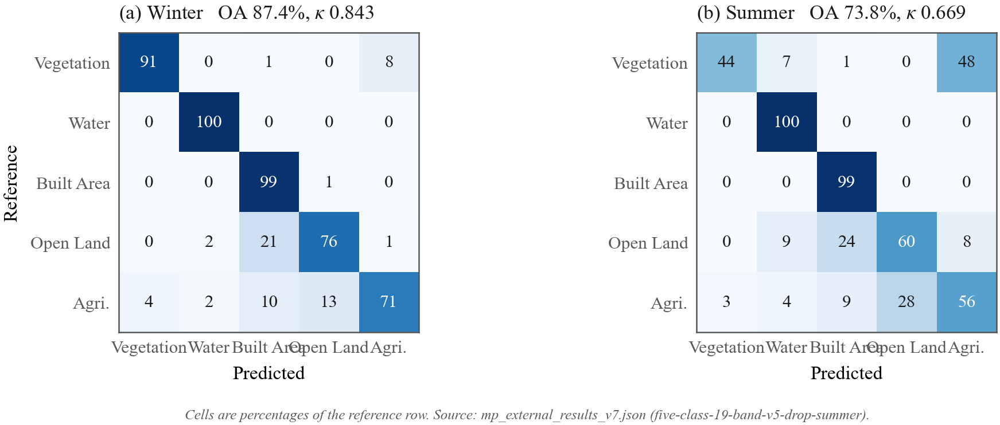 (a) Winter OA 87.4%, κ 0.843
Vegetation 91 0 1 0 8
Water 0 100 0 0 0
Built Area 0 0 99 1 0
Open Land 0 2 21 76 1
Agri. 4 2 10 13 71
Reference
Vegetation Water Built Area Open Land Agri.
Predicted
(b) Summer OA 73.8%, κ 0.669
Vegetation 44 7 1 0 48
Water 0 100 0 0 0
Built Area 0 0 99 0 0
Open Land 0 9 24 60 8
Agri. 3 4 9 28 56
Vegetation Water Built Area Open Land Agri.
Predicted
Cells are percentages of the reference row. Source: mp_external_results_v7.json (five-class-19-band-v5-drop-summer).